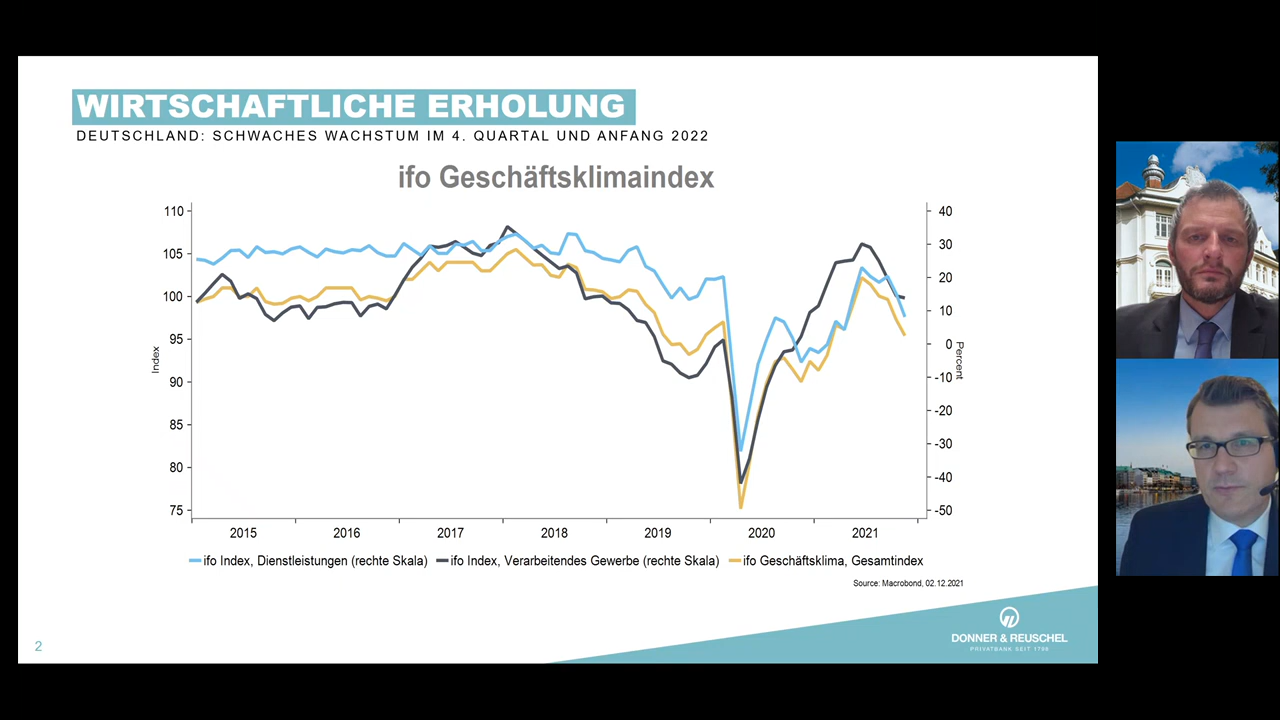 WIRTSCHAFTLICHE ERHOLUNG
DEUTSCHLAND: SCHWACHES WACHSTUM IM 4. QUARTAL UND ANFANG 2022
ifo Geschäftsklimaindex
110
105
100
95
90
85
80
75
Index
40
30
20
10
0
-10
-20
-30
-40
-50
Percent
2015 2016 2017 2018 2019 2020 2021
ifo Index, Dienstleistungen (rechte Skala) ifo Index, Verarbeitendes Gewerbe (rechte Skala) ifo Geschäftsklima, Gesamtindex
Source: Macrobond, 02.12.2021
DONNER & REUSCHEL
PRIVATBANK SEIT 1798
2